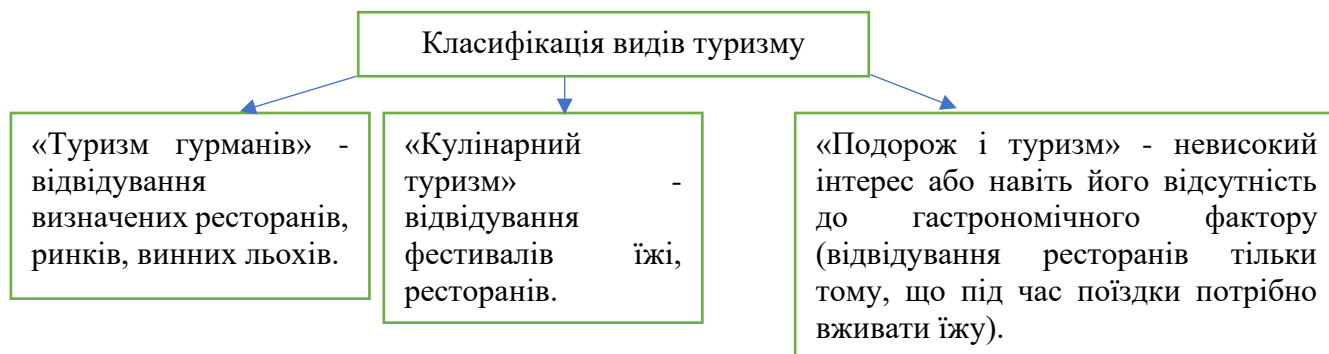 Класифікація видів туризму
«Туризм гурманів» -
відвідування
визначених ресторанів,
ринків, винних льохів.
«Кулінарний
туризм» -
відвідування
фестивалів їжі,
ресторанів.
«Подорож і туризм» - невисокий
інтерес або навіть його відсутність
до гастрономічного фактору
(відвідування ресторанів тільки
тому, що під час поїздки потрібно
вживати їжу).